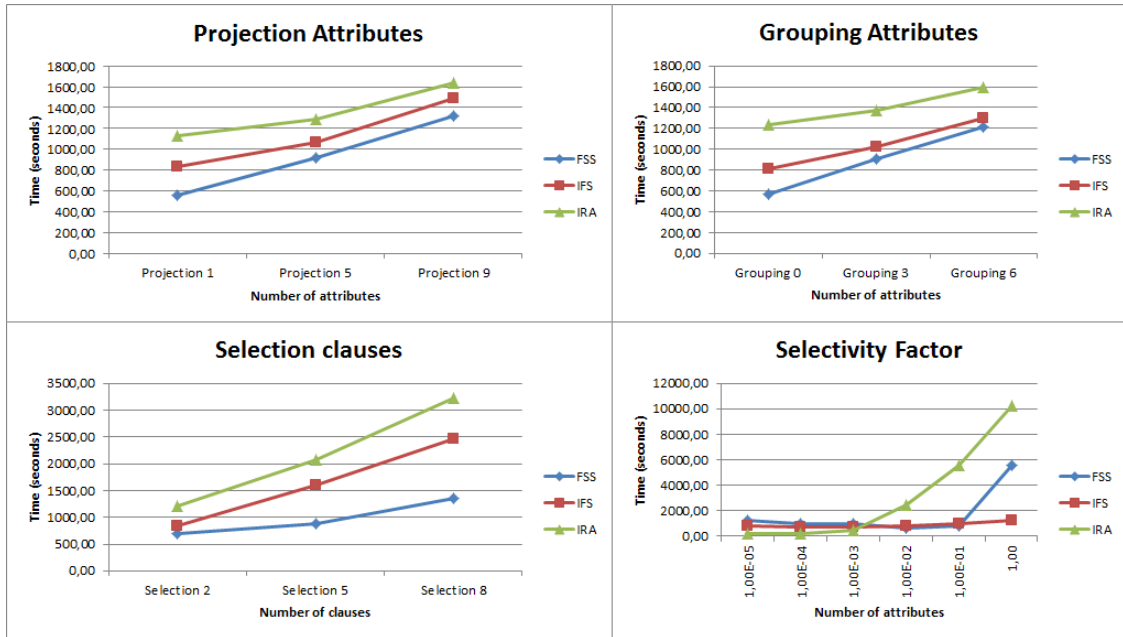 Projection Attributes
Time (seconds)
1800,00
1600,00
1400,00
1200,00
1000,00
800,00
600,00
400,00
200,00
0,00
Projection 1
Projection 5
Projection 9
Number of attributes
FSS
IFS
IRA
Grouping Attributes
Time (seconds)
1800,00
1600,00
1400,00
1200,00
1000,00
800,00
600,00
400,00
200,00
0,00
Grouping 0
Grouping 3
Grouping 6
Number of attributes
FSS
IFS
IRA
Selection clauses
Time (seconds)
3500,00
3000,00
2500,00
2000,00
1500,00
1000,00
500,00
0,00
Selection 2
Selection 5
Selection 8
Number of clauses
FSS
IFS
IRA
Selectivity Factor
Time (seconds)
12000,00
10000,00
8000,00
6000,00
4000,00
2000,00
0,00
1,00E-05
1,00E-04
1,00E-03
1,00E-02
1,00E-01
1,00
Number of attributes
FSS
IFS
IRA